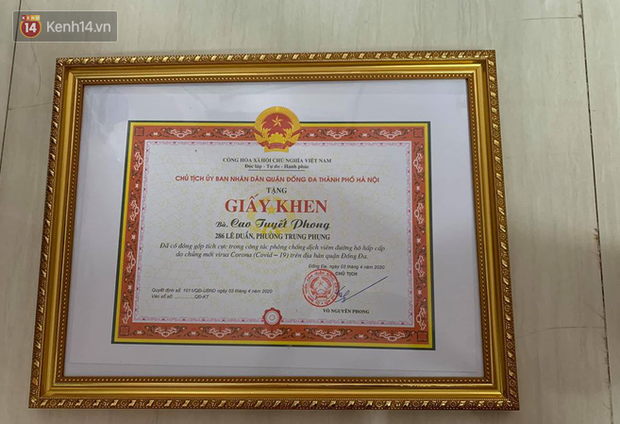 14 Kenh14.vn
CỘNG HÒA XÃ HỘI CHỦ NGHĨA VIỆT NAM
Độc lập - Tự do - Hạnh phúc
CHỦ TỊCH ỦY BAN NHÂN DÂN QUẬN ĐỐNG ĐA THÀNH PHỐ HÀ NỘI
TẶNG
GIẤY KHEN
Bà. Cao Tuyết Phong
286 LÊ DUẨN, PHƯỜNG TRUNG PHỤNG
Đã có đóng góp tích cực trong công tác phòng chống dịch viêm đường hô hấp cấp
do chủng mới virut Corona (Covid – 19) trên địa bàn quận Đống Đa.
Đống Đa, ngày 03 tháng 4 năm 2020
CHỦ TỊCH
Quyết định số: 1011/QĐ-UBND ngày 03 tháng 4 năm 2020
Vào sổ số:............QĐ-KT
VÕ NGUYÊN PHONG